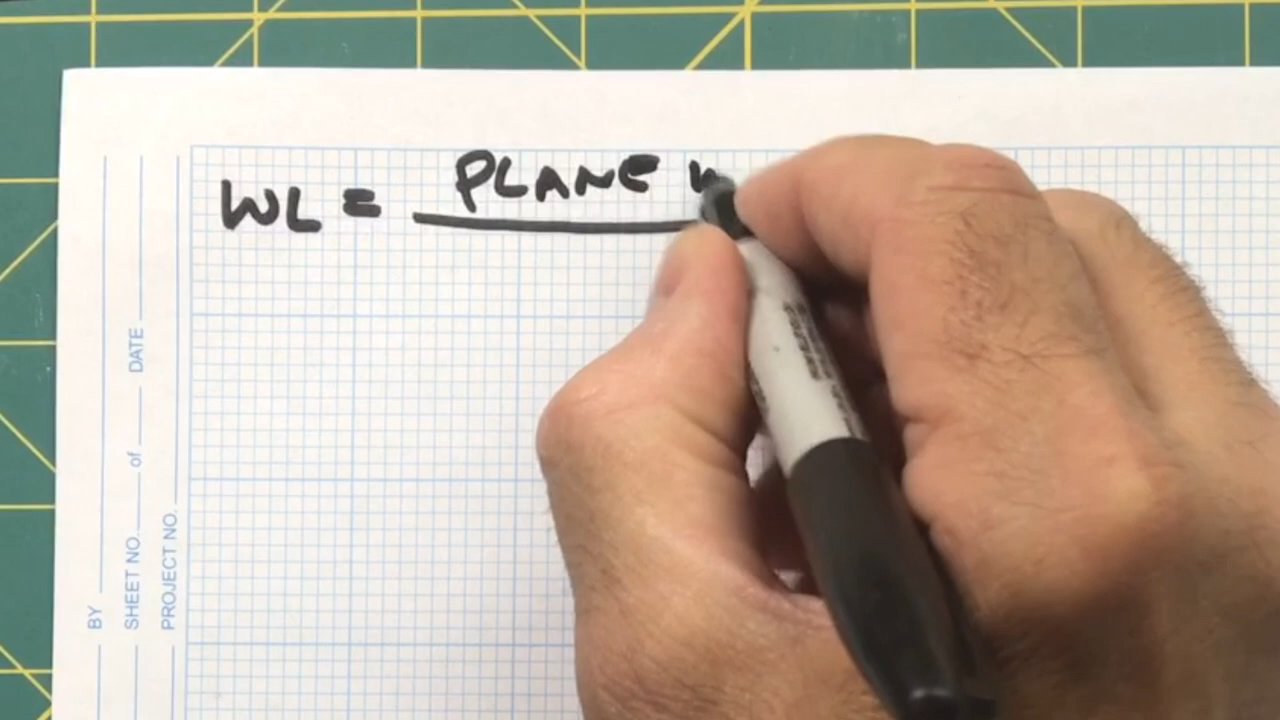 WL = PLANE W
BY
SHEET NO. of DATE
PROJECT NO.